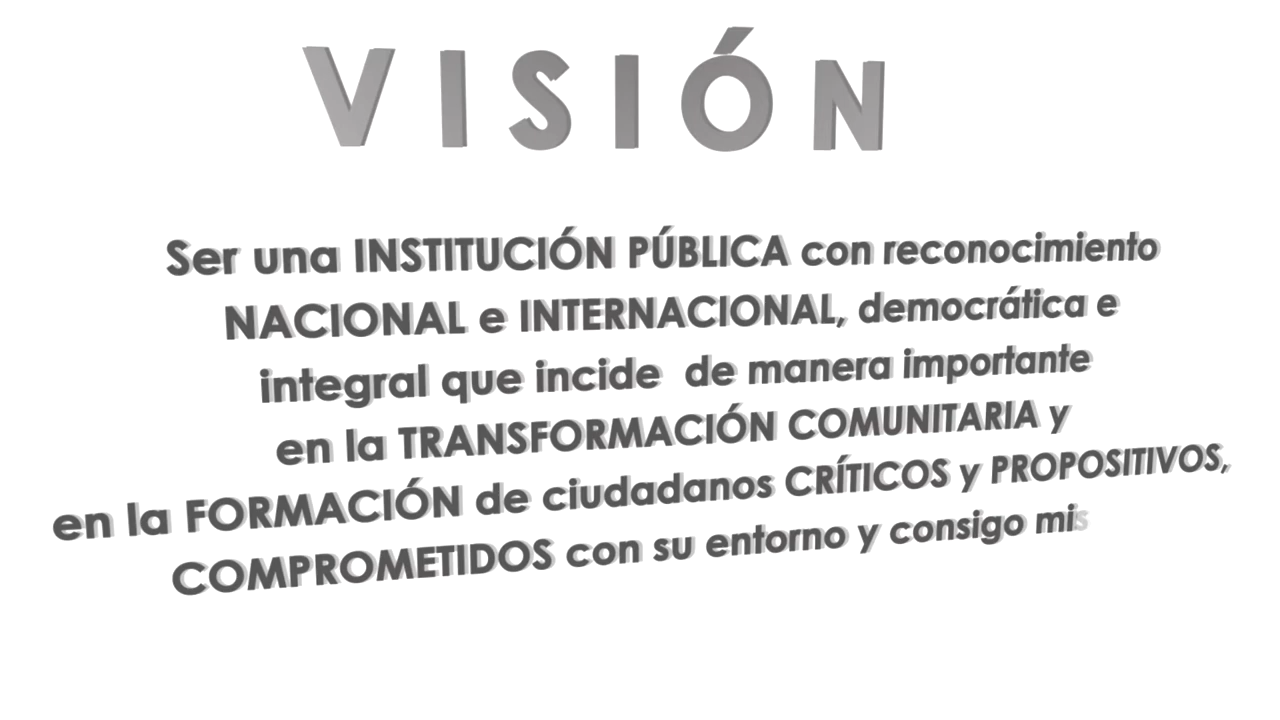 VISIÓN
Ser una INSTITUCIÓN PÚBLICA con reconocimiento
NACIONAL e INTERNACIONAL, democrática e
integral que incide de manera importante
en la TRANSFORMACIÓN COMUNITARIA y
en la FORMACIÓN de ciudadanos CRÍTICOS y PROPOSITIVOS,
COMPROMETIDOS con su entorno y consigo mis